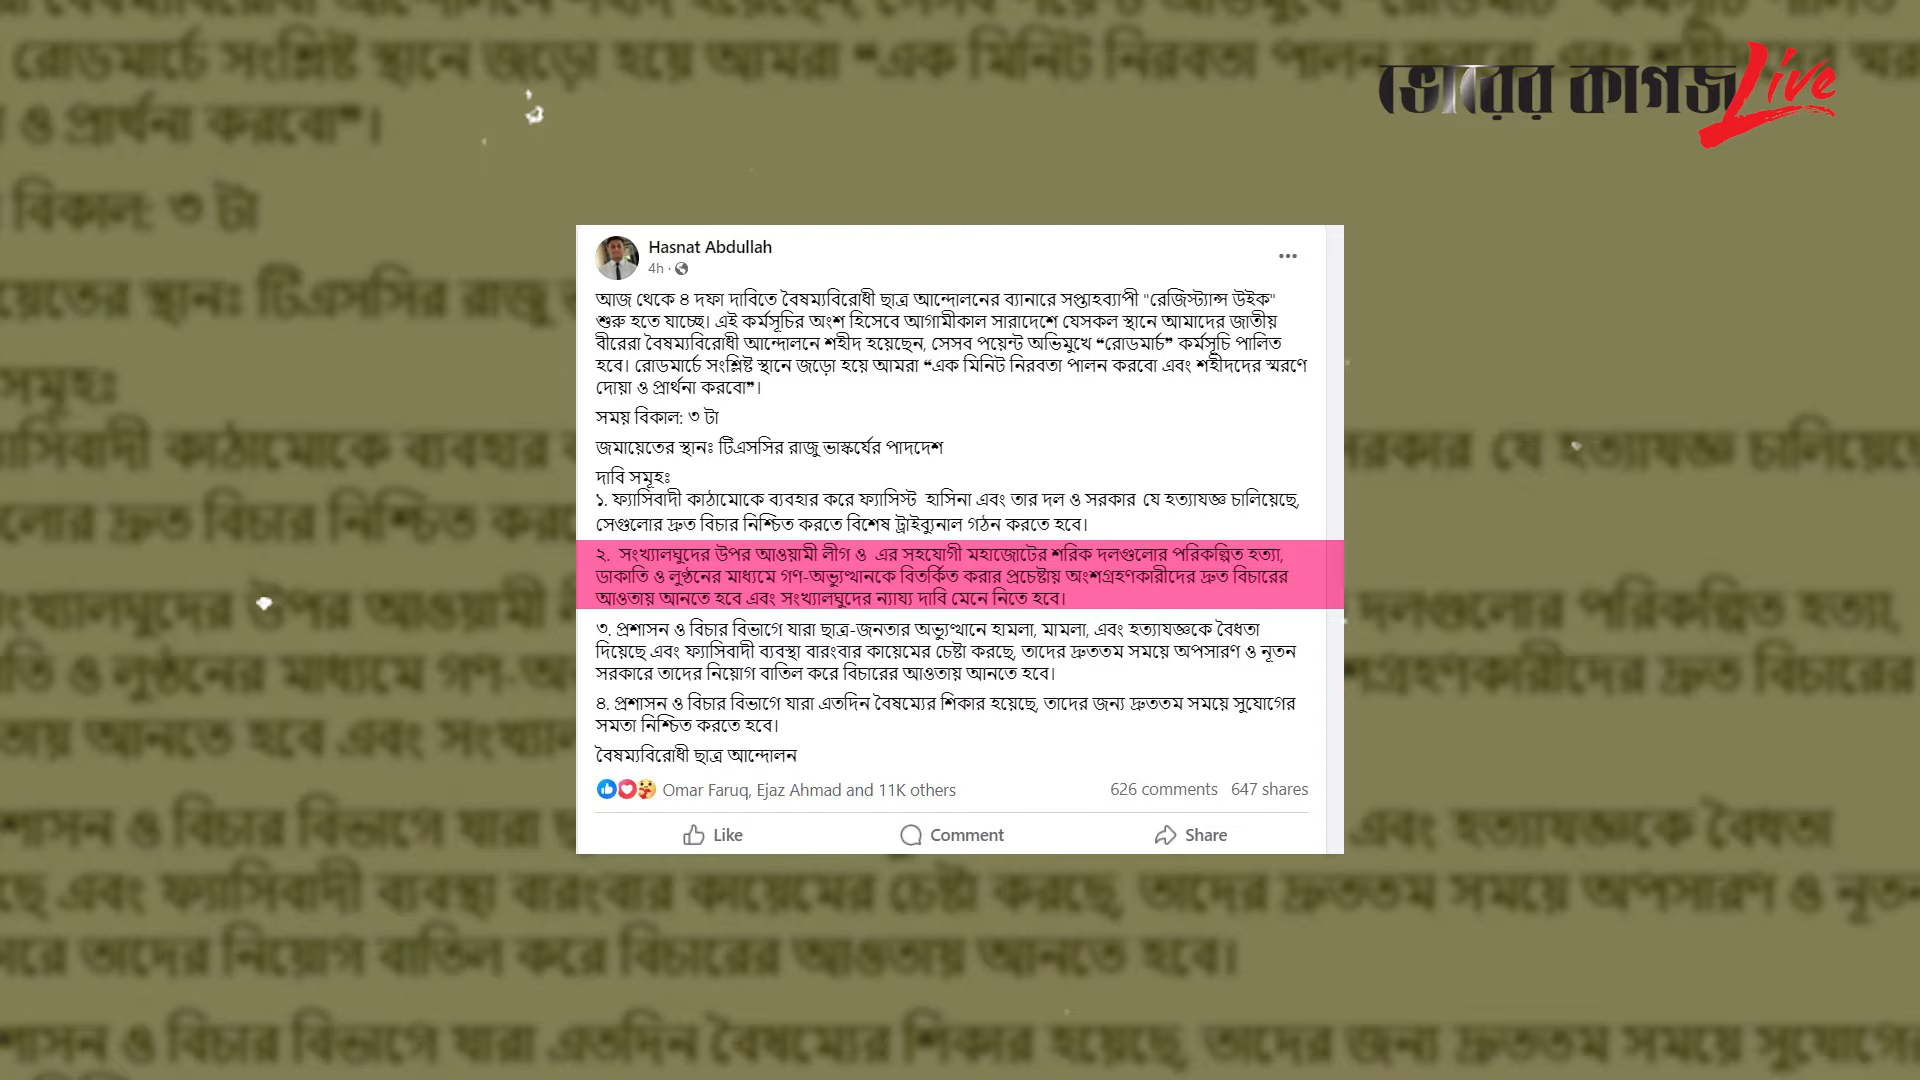 ভোরের কাগজ Live
Hasnat Abdullah
4h
আজ থেকে ৪ দফা দাবিতে বৈষম্যবিরোধী ছাত্র আন্দোলনের ব্যানারে সপ্তাহব্যাপী "রেজিস্ট্যান্স উইক"
শুরু হতে যাচ্ছে। এই কর্মসূচির অংশ হিসেবে আগামীকাল সারাদেশে যেসকল স্থানে আমাদের জাতীয়
বীরেরা বৈষম্যবিরোধী আন্দোলনে শহীদ হয়েছেন, সেসব পয়েন্ট অভিমুখে “রোডমার্চ” কর্মসূচি পালিত
হবে। রোডমার্চে সংশ্লিষ্ট স্থানে জড়ো হয়ে আমরা “এক মিনিট নিরবতা পালন করবো এবং শহীদদের স্মরণে
দোয়া ও প্রার্থনা করবো”।
সময় বিকাল: ৩ টা
জমায়েতের স্থানঃ টিএসসির রাজু ভাস্কর্যের পাদদেশ
দাবি সমূহঃ
১. ফ্যাসিবাদী কাঠামোকে ব্যবহার করে ফ্যাসিস্ট হাসিনা এবং তার দল ও সরকার যে হত্যাযজ্ঞ চালিয়েছে,
সেগুলোর দ্রুত বিচার নিশ্চিত করতে বিশেষ ট্রাইব্যুনাল গঠন করতে হবে।
২. সংখ্যালঘুদের উপর আওয়ামী লীগ ও এর সহযোগী মহাজোটের শরিক দলগুলোর পরিকল্পিত হত্যা,
ডাকাতি ও লুণ্ঠনের মাধ্যমে গণ-অভ্যুত্থানকে বিতর্কিত করার প্রচেষ্টায় অংশগ্রহণকারীদের দ্রুত বিচারের
আওতায় আনতে হবে এবং সংখ্যালঘুদের ন্যায্য দাবি মেনে নিতে হবে।
৩. প্রশাসন ও বিচার বিভাগে যারা ছাত্র-জনতার অভ্যুত্থানে হামলা, মামলা, এবং হত্যাযজ্ঞকে বৈধতা
দিয়েছে এবং ফ্যাসিবাদী ব্যবস্থা বারংবার কায়েমের চেষ্টা করছে, তাদের দ্রুততম সময়ে অপসারণ ও নূতন
সরকারে তাদের নিয়োগ বাতিল করে বিচারের আওতায় আনতে হবে।
৪. প্রশাসন ও বিচার বিভাগে যারা এতদিন বৈষম্যের শিকার হয়েছে, তাদের জন্য দ্রুততম সময়ে সুযোগের
সমতা নিশ্চিত করতে হবে।
বৈষম্যবিরোধী ছাত্র আন্দোলন
Omar Faruq, Ejaz Ahmad and 11K others 626 comments 647 shares
Like Comment Share